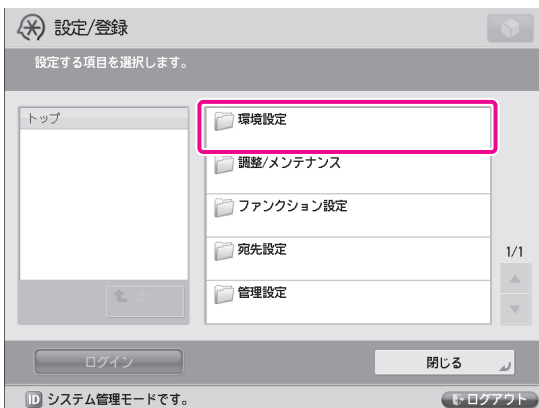 設定/登録
設定する項目を選択します。
トップ
環境設定
調整/メンテナンス
ファンクション設定
宛先設定
管理設定
1/1
上へ
ログイン
閉じる
ID システム管理モードです。
ログアウト